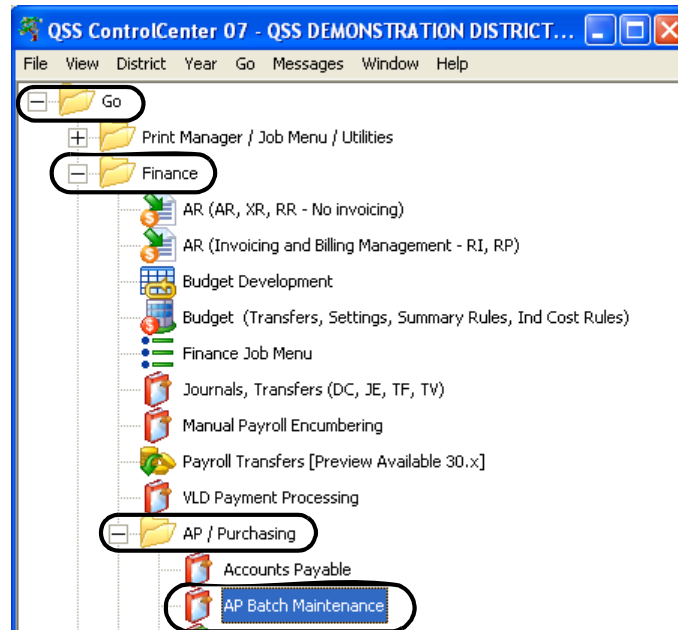 QSS ControlCenter 07 - QSS DEMONSTRATION DISTRICT...
File View District Year Go Messages Window Help
Go
Print Manager / Job Menu / Utilities
Finance
AR (AR, XR, RR - No invoicing)
AR (Invoicing and Billing Management - RI, RP)
Budget Development
Budget (Transfers, Settings, Summary Rules, Ind Cost Rules)
Finance Job Menu
Journals, Transfers (DC, JE, TF, TV)
Manual Payroll Encumbering
Payroll Transfers [Preview Available 30.x]
VLD Payment Processing
AP / Purchasing
Accounts Payable
AP Batch Maintenance